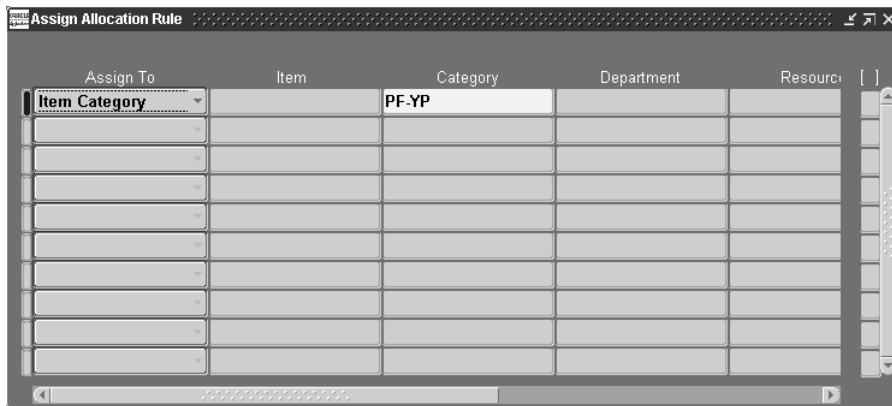 Assign Allocation Rule
Assign To Item Category Department Resourc [ ]
Item Category PF-YP